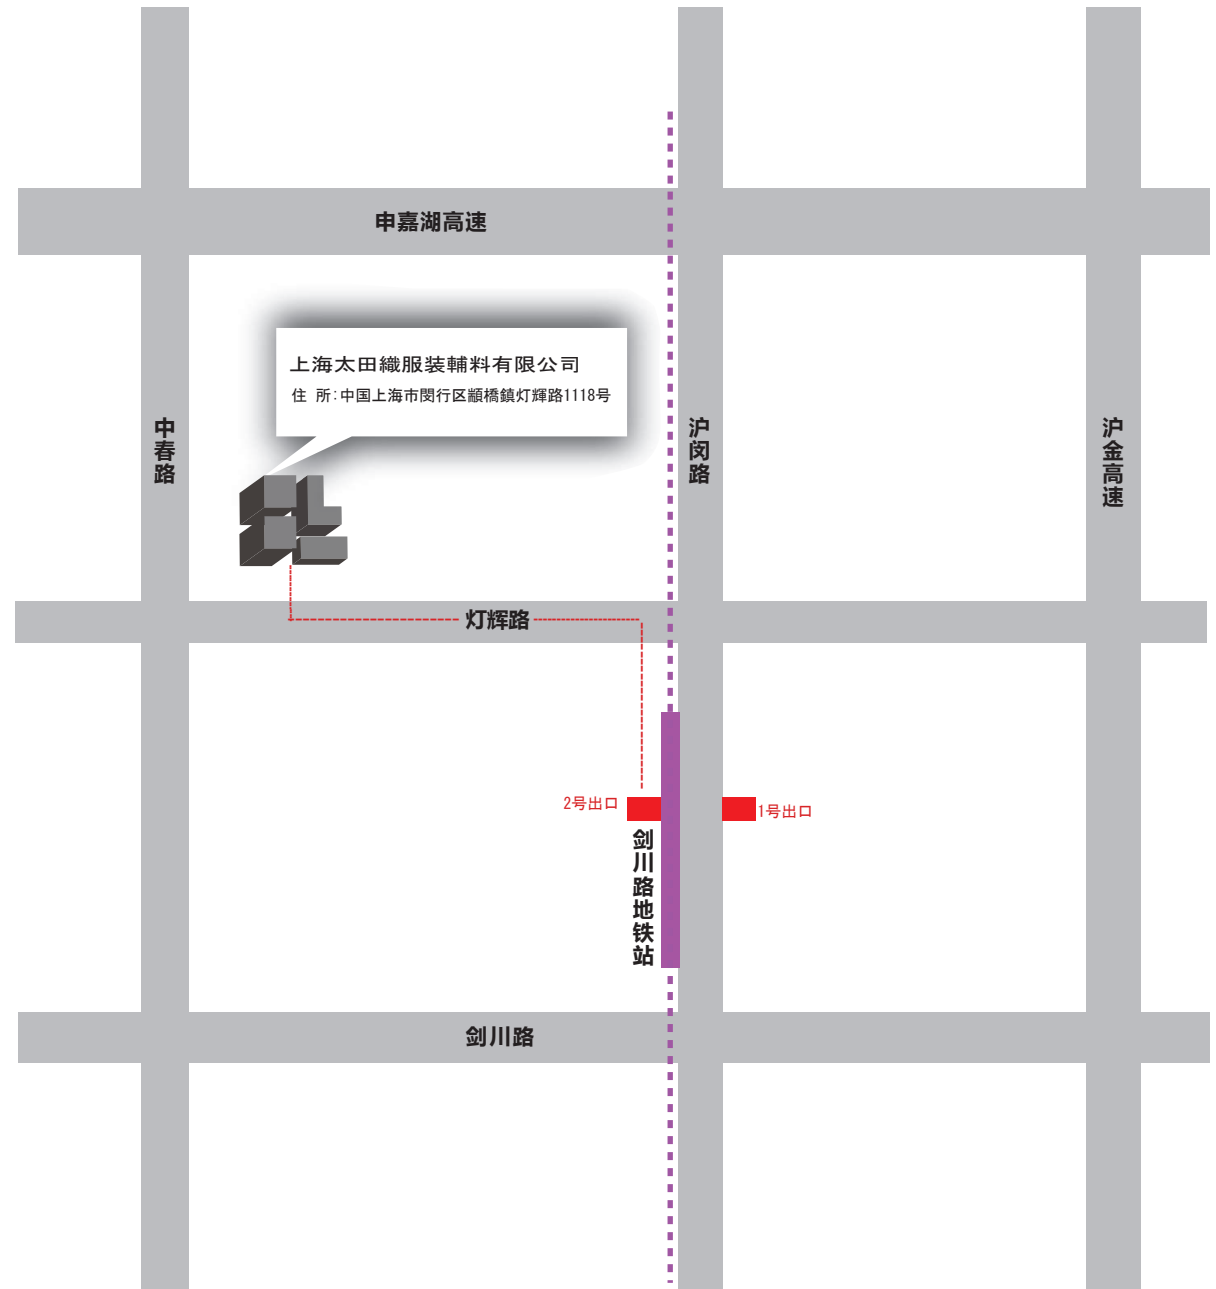 申嘉湖高速
上海太田織服装輔料有限公司
住 所:中国上海市閔行区顓橋鎮灯輝路1118号
中春路
沪闵路
沪金高速
灯辉路
2号出口
1号出口
剑川路地铁站
剑川路